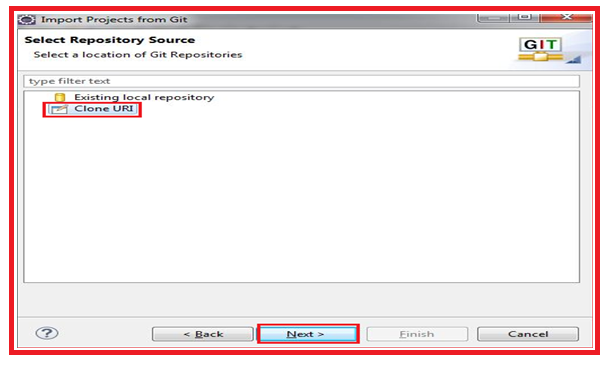 Import Projects from Git
Select Repository Source
Select a location of Git Repositories
GIT
type filter text
Existing local repository
Clone URI
?
< Back
Next >
Finish
Cancel